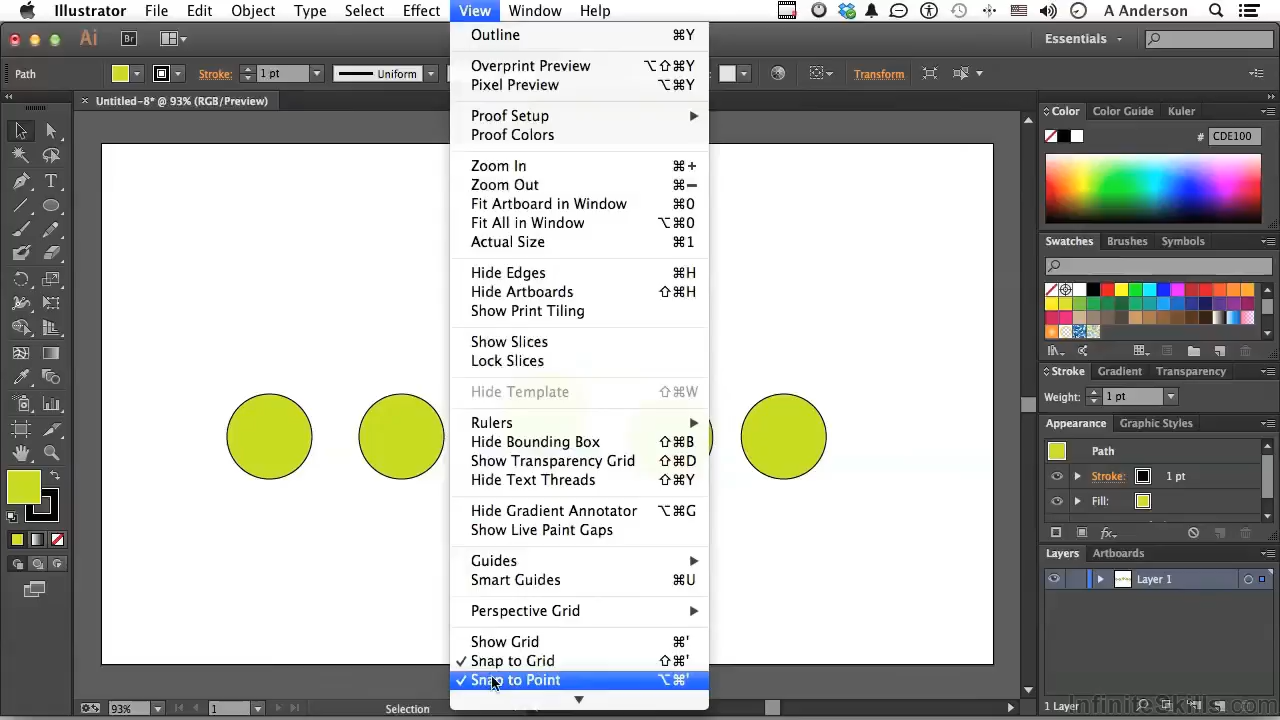 Illustrator File Edit Object Type Select Effect View Window Help A Anderson
Ai Br Essentials
Path Stroke: 1 pt Uniform Transform
Untitled-8* @ 93% (RGB/Preview)
Outline ⌘Y
Overprint Preview ⌥⇧⌘Y
Pixel Preview ⌥⌘Y
Proof Setup
Proof Colors
Zoom In ⌘+
Zoom Out ⌘−
Fit Artboard in Window ⌘0
Fit All in Window ⌥⌘0
Actual Size ⌘1
Hide Edges ⌘H
Hide Artboards ⇧⌘H
Show Print Tiling
Show Slices
Lock Slices
Hide Template ⇧⌘W
Rulers
Hide Bounding Box ⇧⌘B
Show Transparency Grid ⇧⌘D
Hide Text Threads ⇧⌘Y
Hide Gradient Annotator ⌥⌘G
Show Live Paint Gaps
Guides
Smart Guides ⌘U
Perspective Grid
Show Grid ⌘'
Snap to Grid ⇧⌘'
Snap to Point ⌥⌘'
Color Color Guide Kuler
# CDE100
Swatches Brushes Symbols
Stroke Gradient Transparency
Weight: 1 pt
Appearance Graphic Styles
Path
Stroke: 1 pt
Fill:
fx
Layers Artboards
Layer 1
93% 1 Selection 1 Layer
InfiniteSkills.com